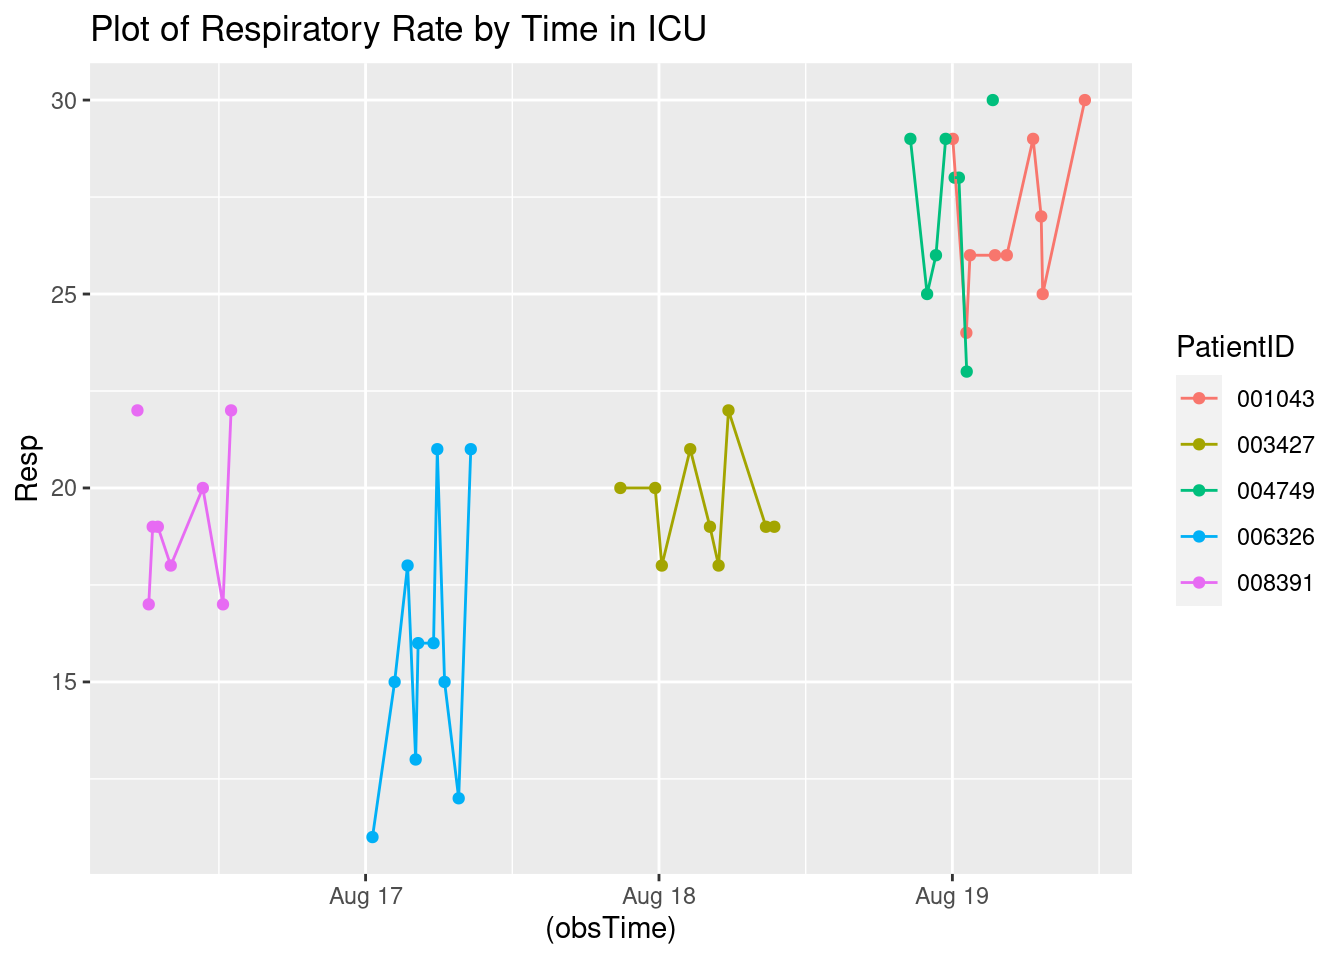 Plot of Respiratory Rate by Time in ICU
30
25
20
15
Resp
Aug 17
Aug 18
Aug 19
(obsTime)
PatientID
001043
003427
004749
006326
008391